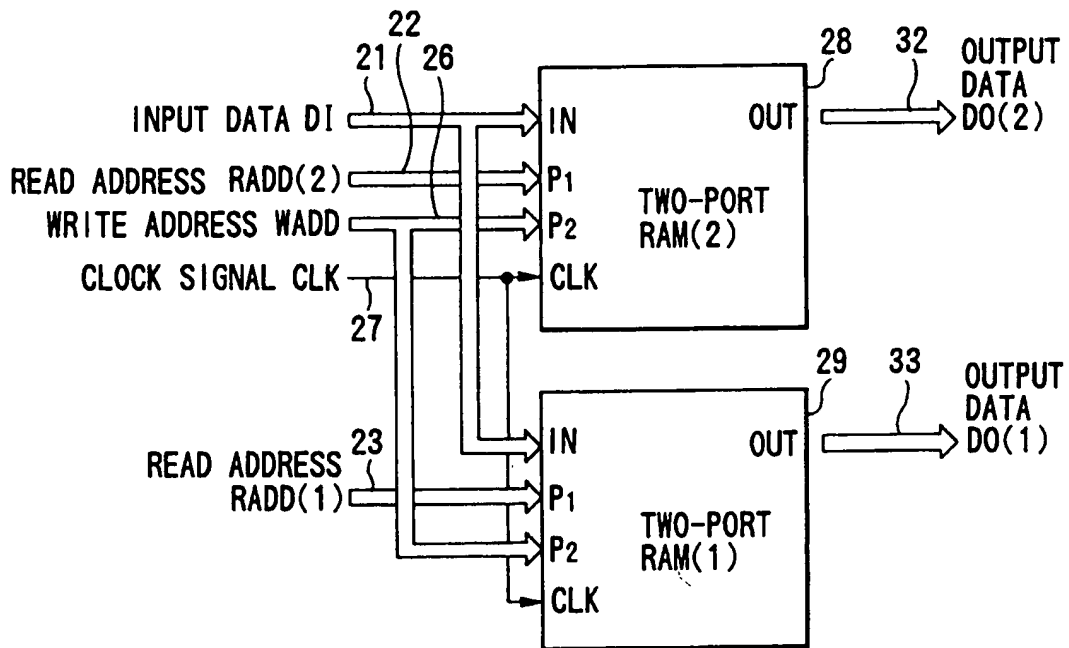 22
21
26
28
32
OUTPUT
DATA
DO(2)
INPUT DATA DI
IN
OUT
READ ADDRESS RADD(2)
P1
WRITE ADDRESS WADD
P2
TWO-PORT
RAM(2)
CLOCK SIGNAL CLK
CLK
27
29
33
OUTPUT
DATA
DO(1)
IN
OUT
READ ADDRESS
RADD(1)
23
P1
P2
TWO-PORT
RAM(1)
CLK